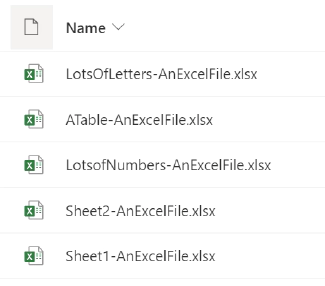 Name
LotsOfLetters-AnExcelFile.xlsx
ATable-AnExcelFile.xlsx
LotsofNumbers-AnExcelFile.xlsx
Sheet2-AnExcelFile.xlsx
Sheet1-AnExcelFile.xlsx